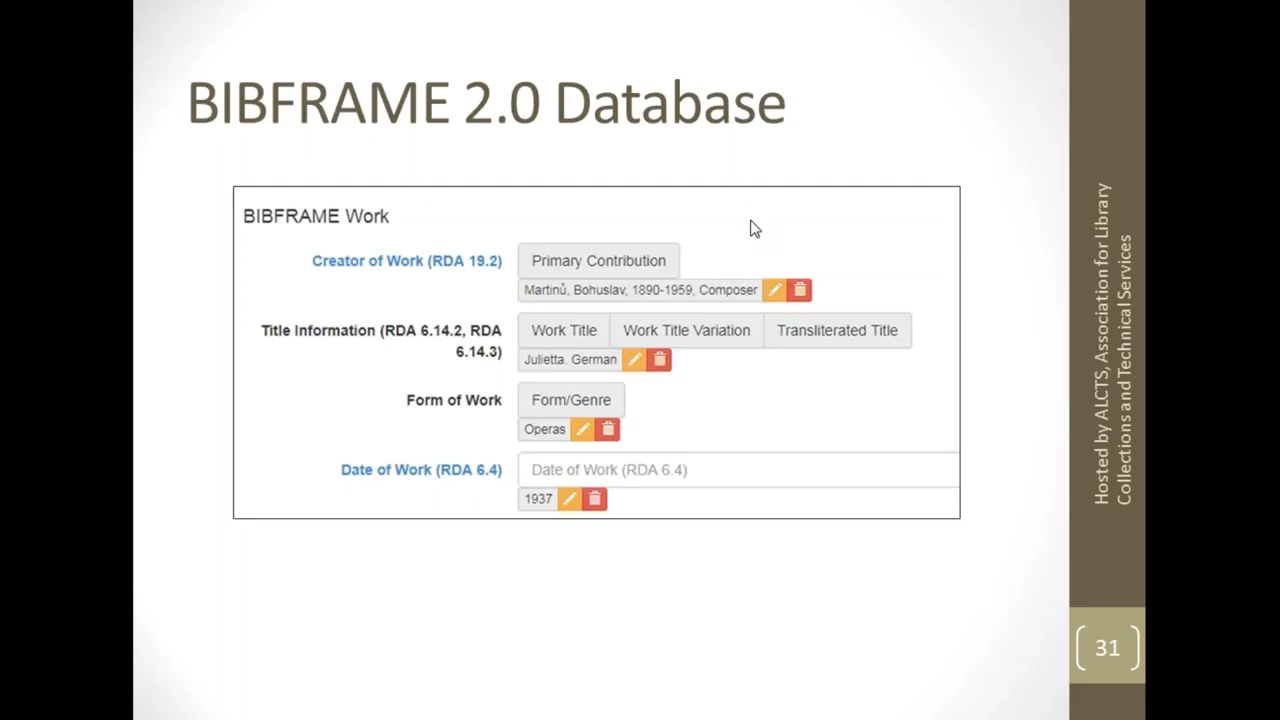 BIBFRAME 2.0 Database
BIBFRAME Work
Creator of Work (RDA 19.2)
Primary Contribution
Martinů, Bohuslav, 1890-1959, Composer
Title Information (RDA 6.14.2, RDA
6.14.3)
Work Title
Work Title Variation
Transliterated Title
Julietta. German
Form of Work
Form/Genre
Operas
Date of Work (RDA 6.4)
Date of Work (RDA 6.4)
1937
Hosted by ALCTS, Association for Library
Collections and Technical Services
31